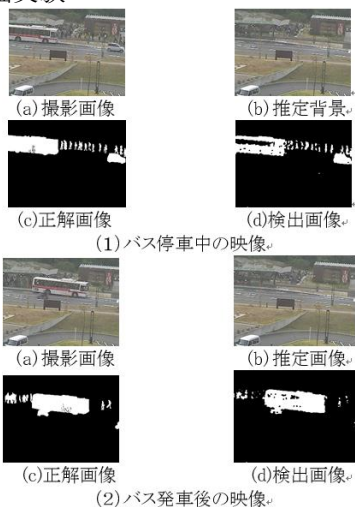 (a)撮影画像 (b)推定背景
(c)正解画像 (d)検出画像
(1)バス停車中の映像
(a)撮影画像 (b)推定画像
(c)正解画像 (d)検出画像
(2)バス発車後の映像